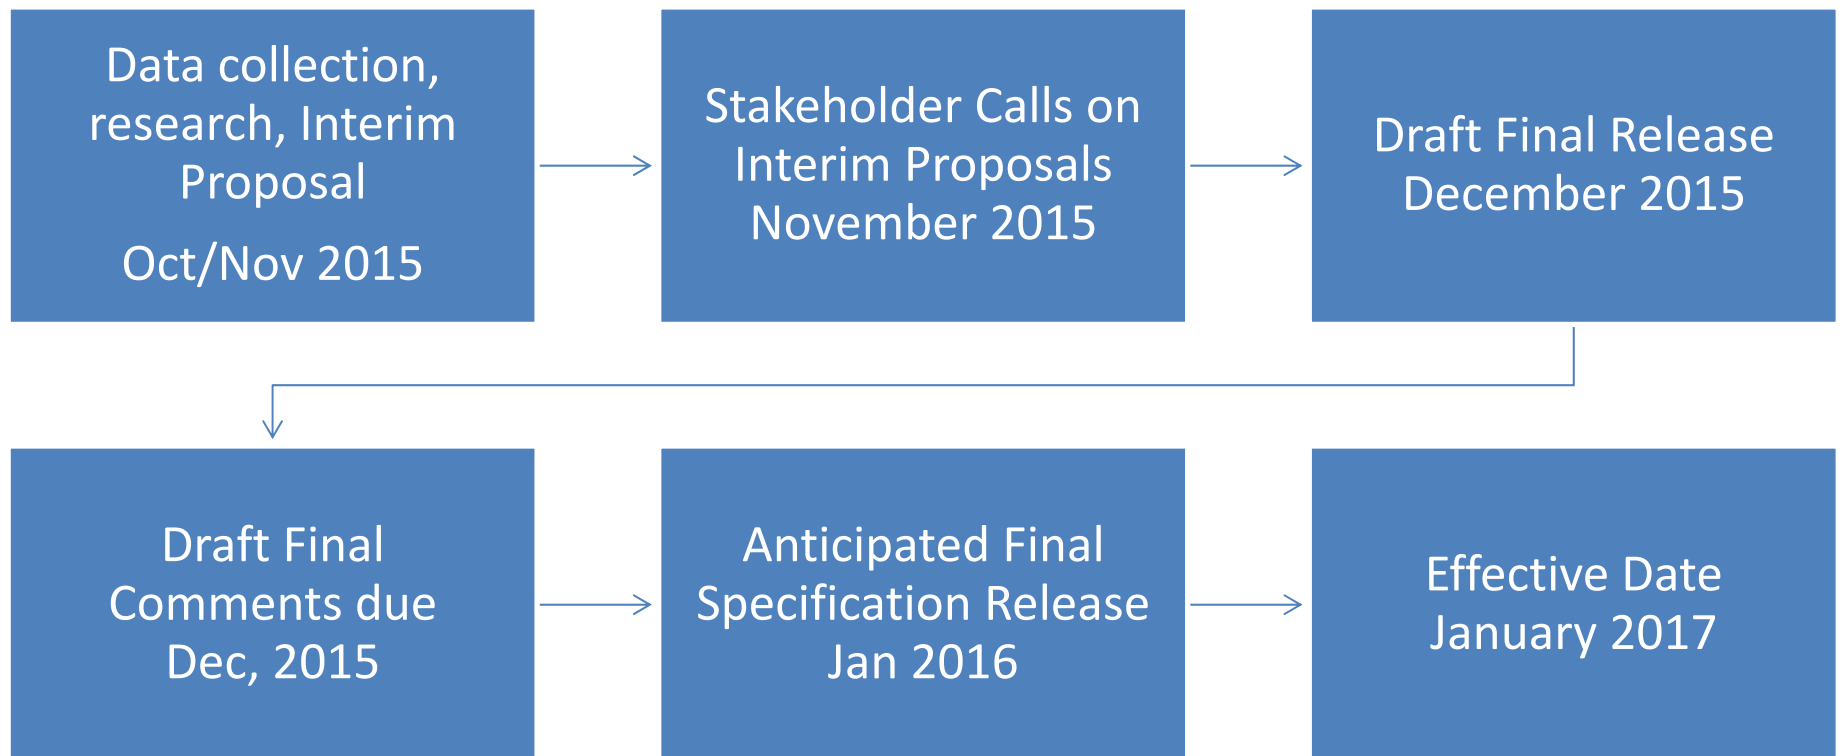 Data collection,
research, Interim
Proposal
Oct/Nov 2015
Stakeholder Calls on
Interim Proposals
November 2015
Draft Final Release
December 2015
Draft Final
Comments due
Dec, 2015
Anticipated Final
Specification Release
Jan 2016
Effective Date
January 2017